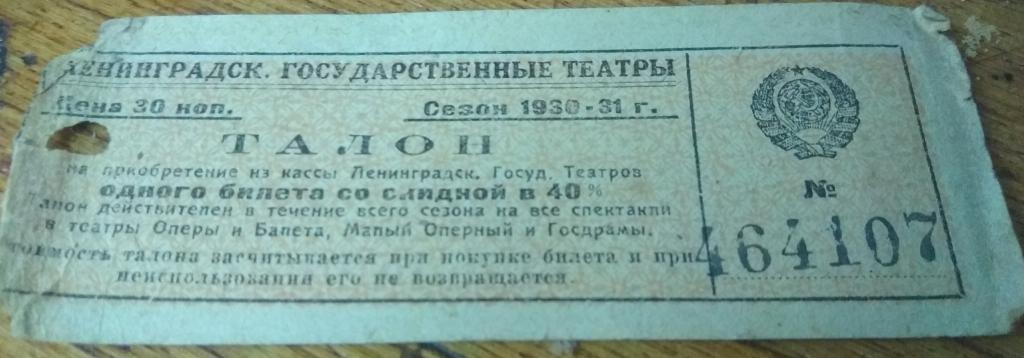 ЛЕНИНГРАДСК. ГОСУДАРСТВЕННЫЕ ТЕАТРЫ
Цена 30 коп. Сезон 1930-31 г.
ТАЛОН
на приобретение из кассы Ленинградск. Госуд. Театров
одного билета со скидкой в 40%
Талон действителен в течение всего сезона на все спектакли
в театры Оперы и Балета, Малый Оперный и Госдрамы.
Стоимость талона засчитывается при покупке билета и при
неиспользовании его не возвращается.
№
464107